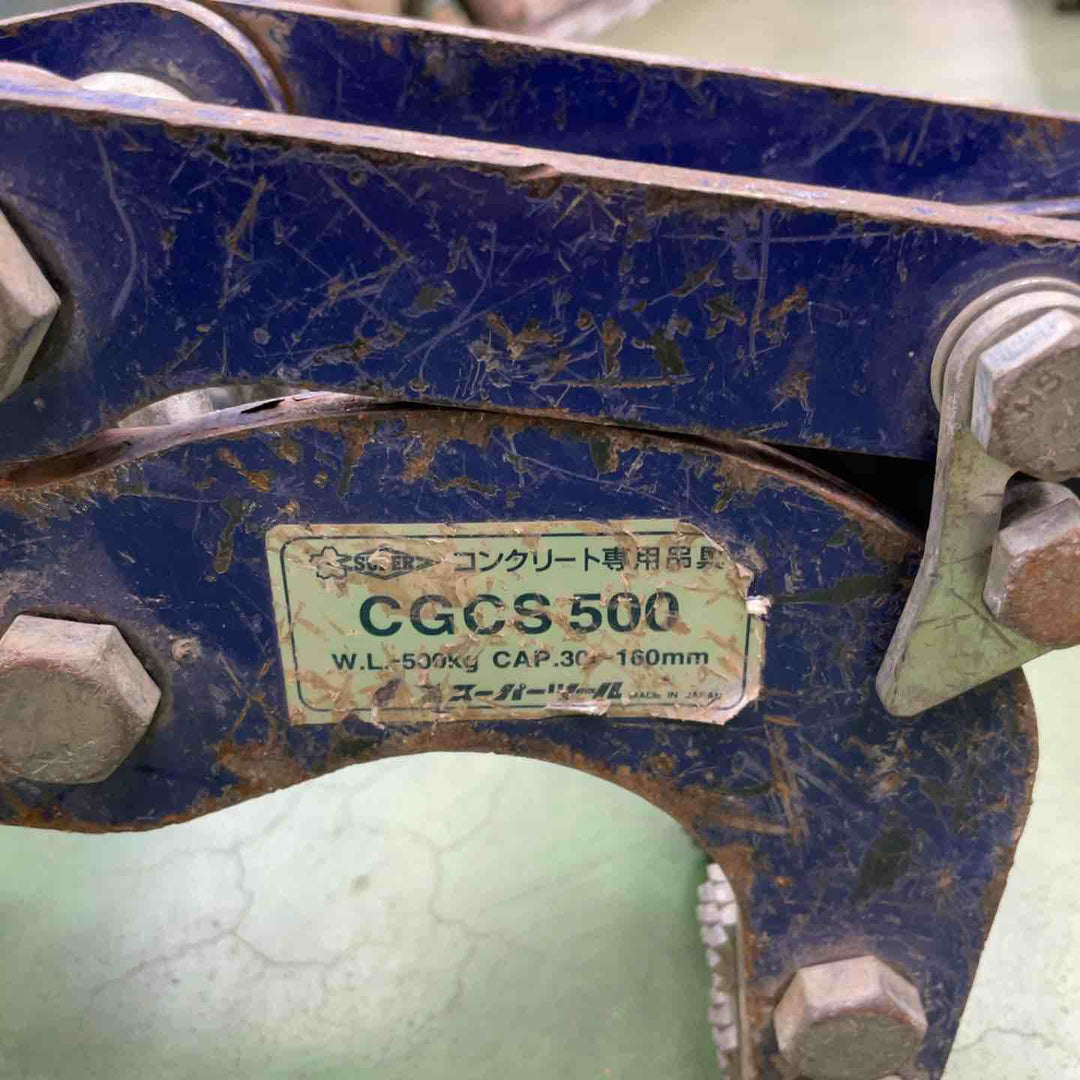 SUPER コンクリート専用吊具
CGCS 500
W.L.-500kg CAP.30~160mm
スーパーツール MADE IN JAPAN